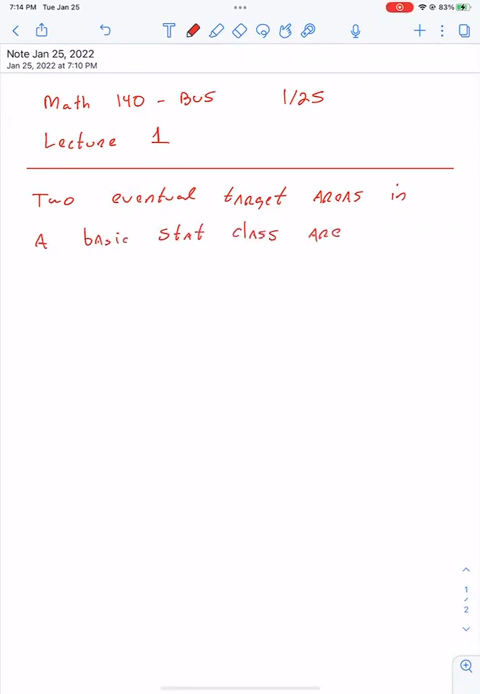 7:14 PM Tue Jan 25
83%
Note Jan 25, 2022
Jan 25, 2022 at 7:10 PM
Math 140 - BUS 1/25
Lecture 1
Two eventual target areas in
A basic stat class are
1
/
2